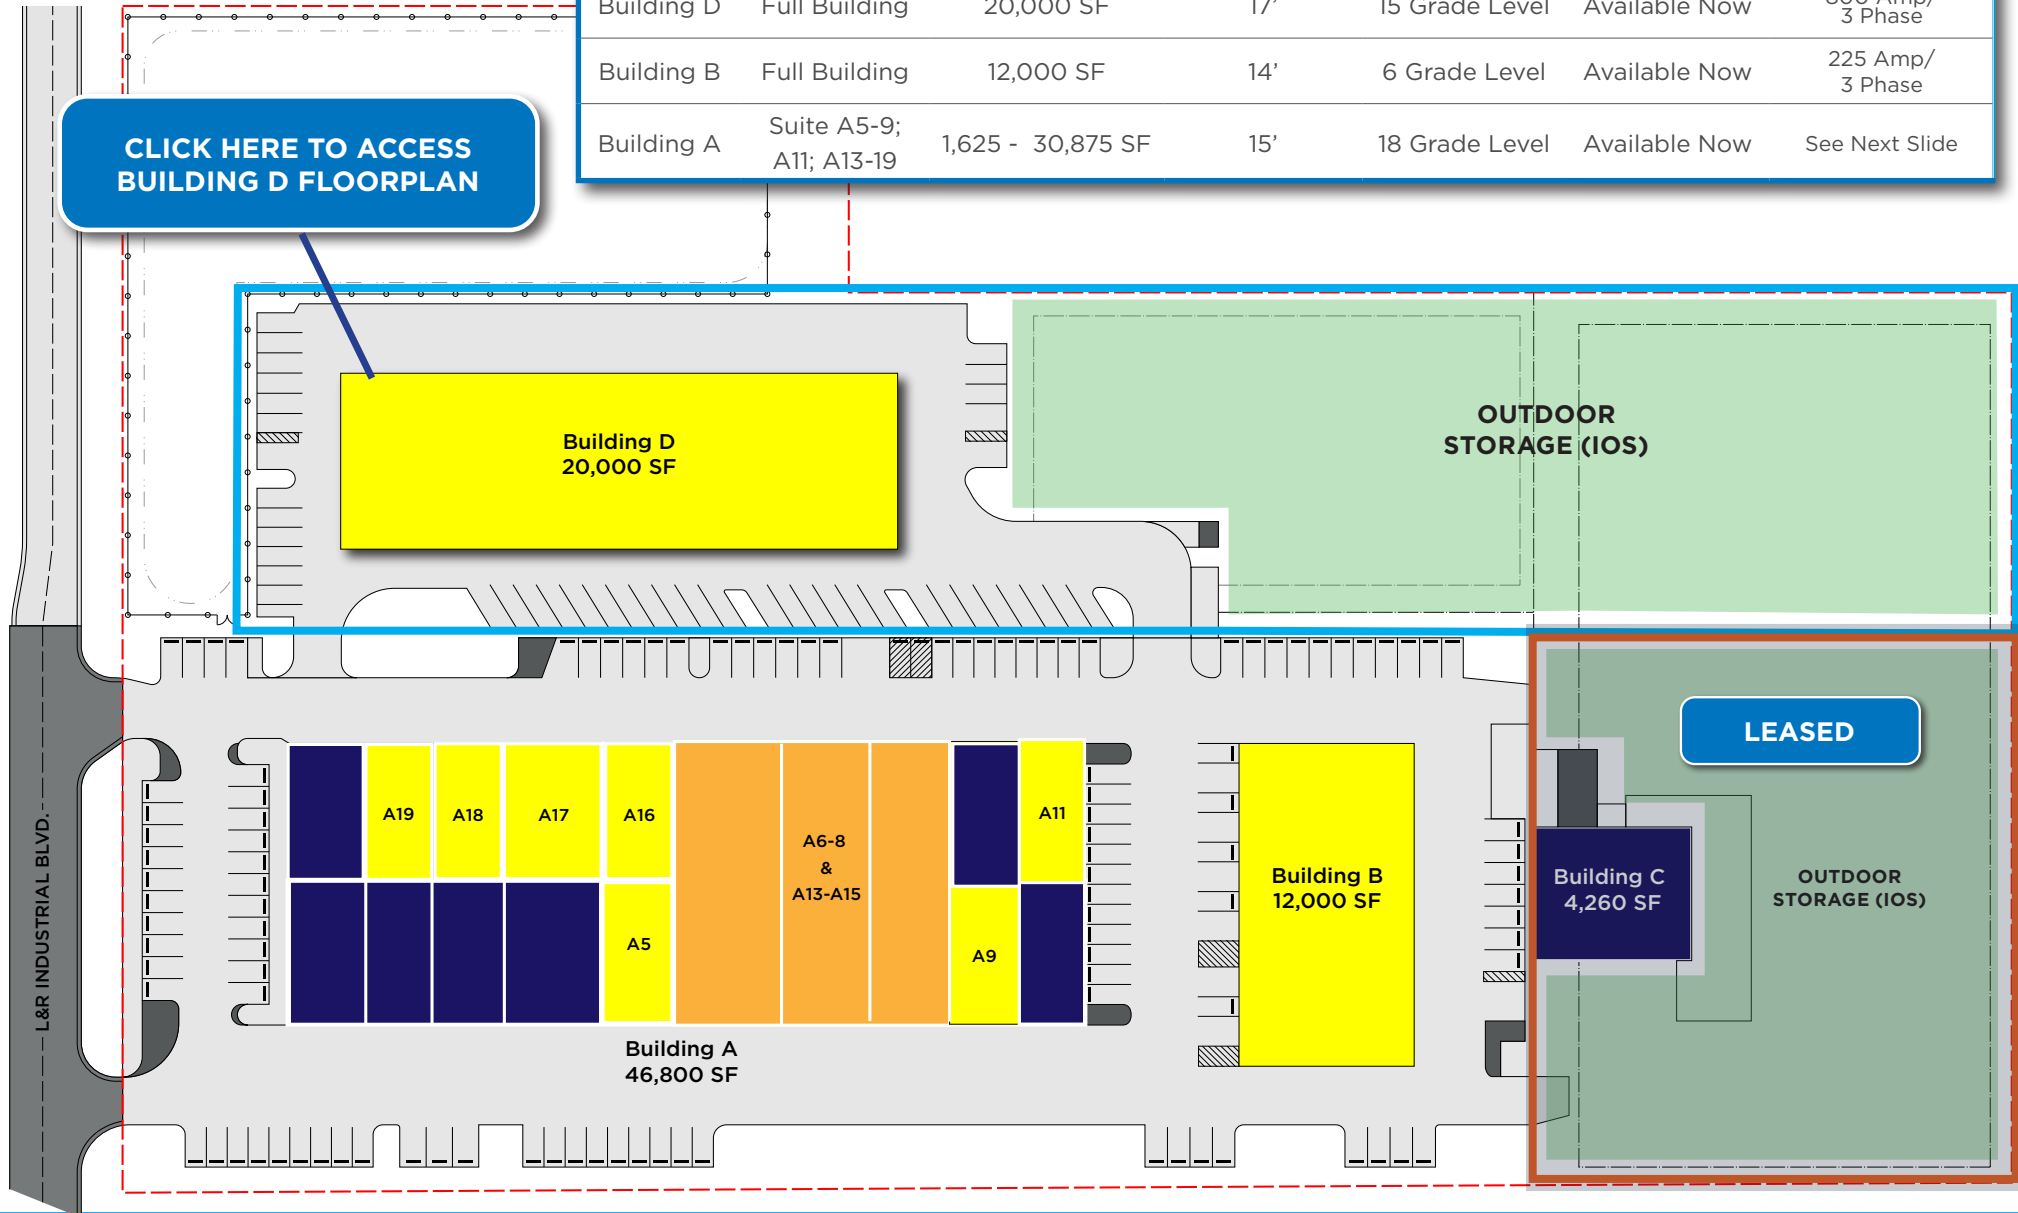 Building D Full Building 20,000 SF 17' 15 Grade Level Available Now
3 Phase
Building B Full Building 12,000 SF 14' 6 Grade Level Available Now 225 Amp/
3 Phase
Building A Suite A5-9;
A11; A13-19 1,625 - 30,875 SF 15' 18 Grade Level Available Now See Next Slide
CLICK HERE TO ACCESS
BUILDING D FLOORPLAN
Building D
20,000 SF
OUTDOOR
STORAGE (IOS)
LEASED
A19
A18
A17
A16
A6-8
&
A13-A15
A11
A5
A9
Building B
12,000 SF
Building C
4,260 SF
OUTDOOR
STORAGE (IOS)
L&R INDUSTRIAL BLVD.
Building A
46,800 SF